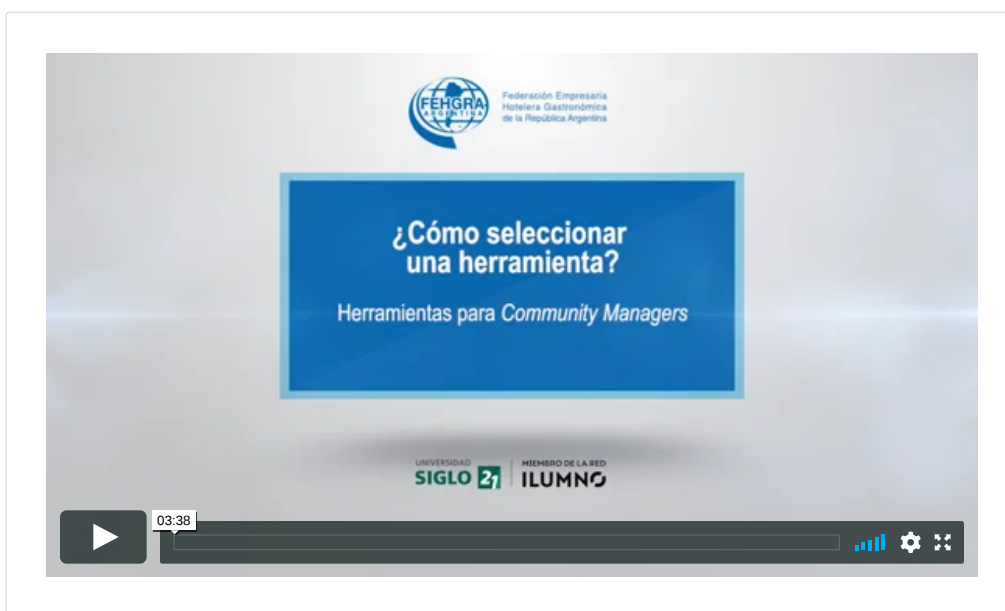 FEHGRA
ARGENTINA
Federación Empresaria
Hotelera Gastronómica
de la República Argentina
¿Cómo seleccionar
una herramienta?
Herramientas para Community Managers
UNIVERSIDAD
SIGLO 21
MIEMBRO DE LA RED
ILUMNO
03:38